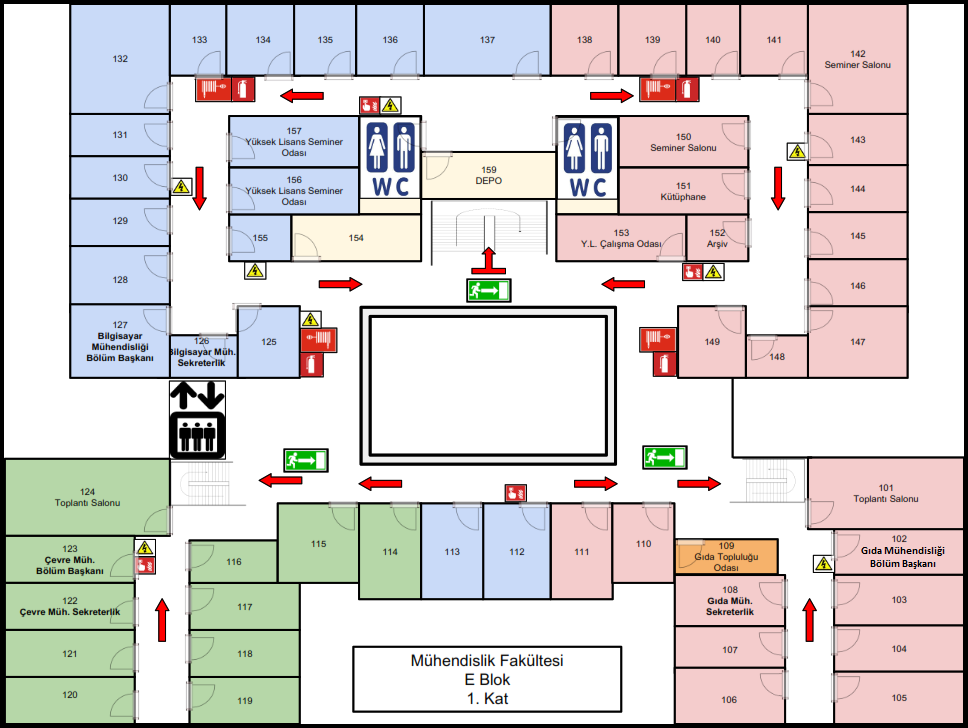 132
133
134
135
136
137
138
139
140
141
142
Seminer Salonu
131
130
129
128
127
Bilgisayar
Mühendisliği
Bölüm Başkanı
126
Bilgisayar Müh.
Sekreterlik
125
157
Yüksek Lisans Seminer
Odası
156
Yüksek Lisans Seminer
Odası
155
154
WC
159
DEPO
WC
150
Seminer Salonu
151
Kütüphane
153
Y.L. Çalışma Odası
152
Arşiv
143
144
145
146
147
148
149
124
Toplantı Salonu
123
Çevre Müh.
Bölüm Başkanı
122
Çevre Müh. Sekreterlik
121
120
116
117
118
119
115
114
113
112
111
110
109
Gıda Topluluğu
Odası
108
Gıda Müh.
Sekreterlik
107
106
101
Toplantı Salonu
102
Gıda Mühendisliği
Bölüm Başkanı
103
104
105
Mühendislik Fakültesi
E Blok
1. Kat